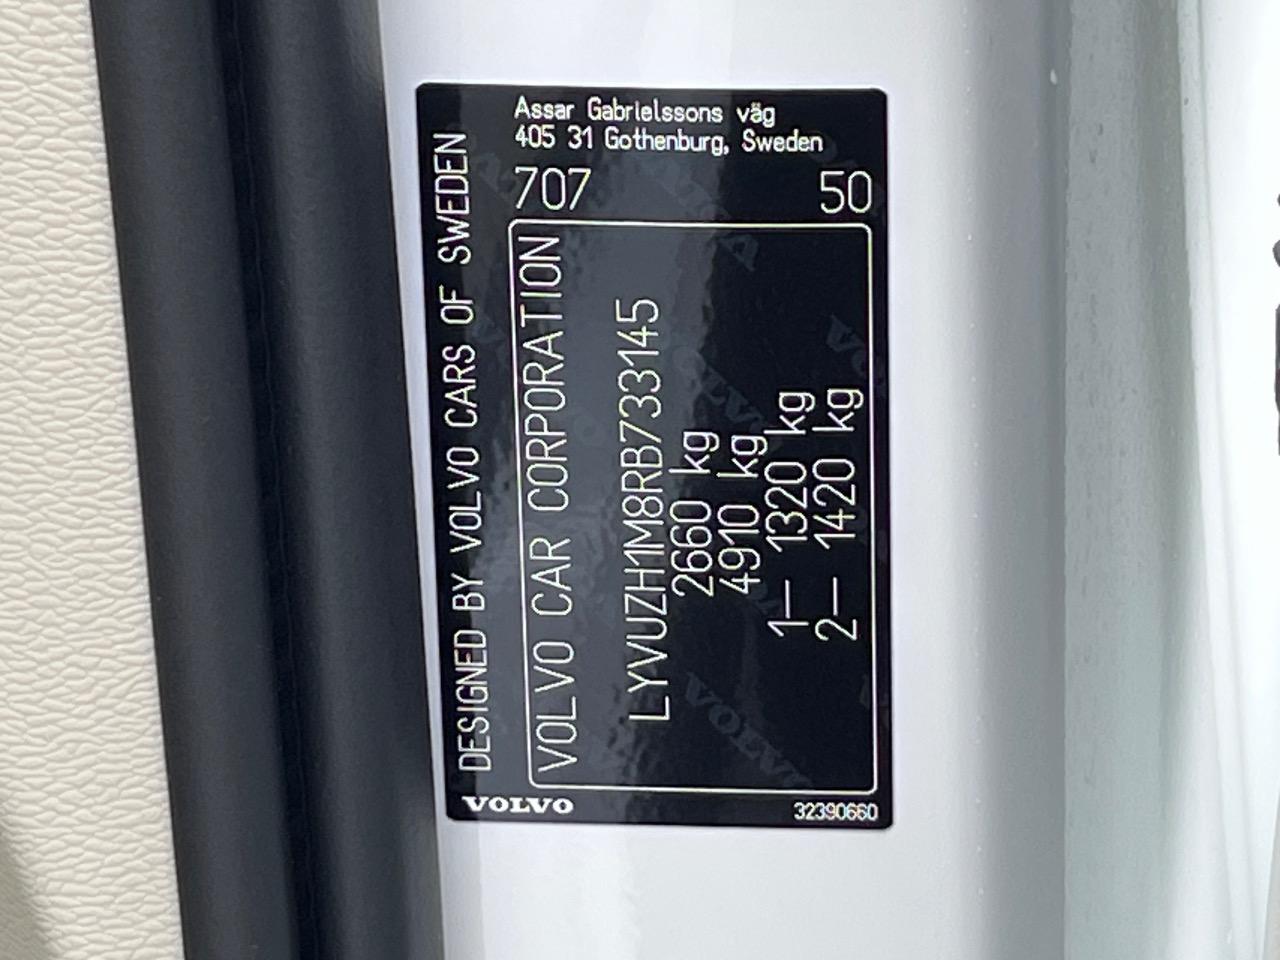 Assar Gabrielssons väg
405 31 Gothenburg, Sweden
707 50
DESIGNED BY VOLVO CARS OF SWEDEN
VOLVO CAR CORPORATION
LYVUZH1M8RB733145
2660 kg
4910 kg
1— 1320 kg
2— 1420 kg
VOLVO
32390660